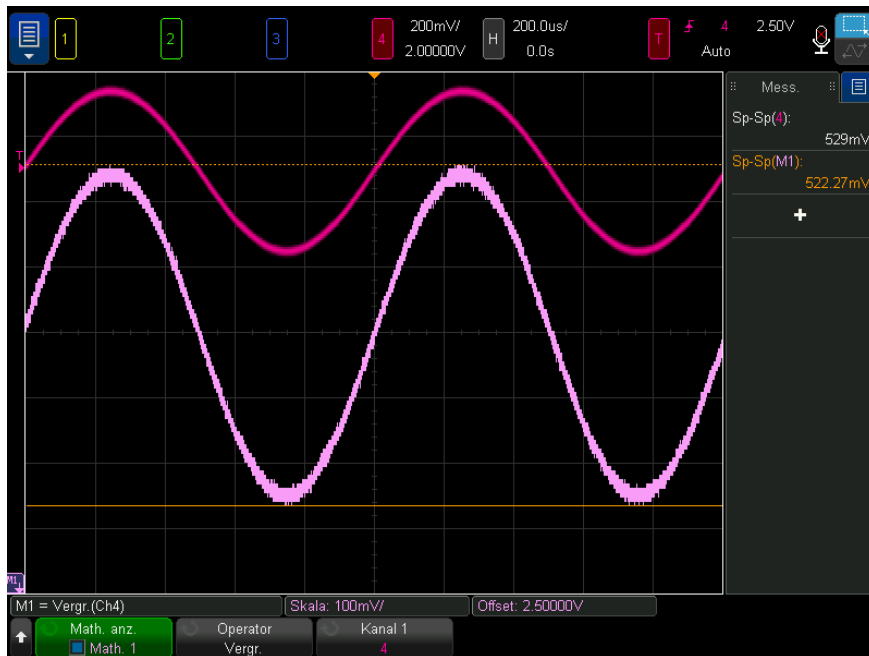 1
2
3
4
200mV/
2.00000V
H
200.0us/
0.0s
T
4
2.50V
Auto
Mess.
Sp-Sp(4):
529mV
Sp-Sp(M1):
522.27mV
+
T
M1
M1 = Vergr.(Ch4)
Skala: 100mV/
Offset: 2.50000V
Math. anz.
Math. 1
Operator
Vergr.
Kanal 1
4